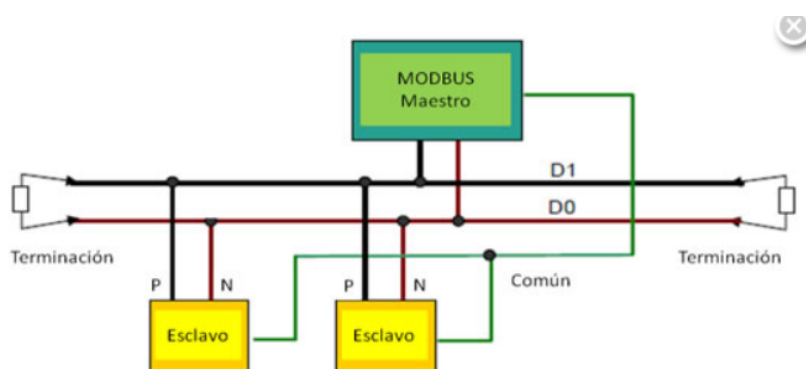 MODBUS
Maestro
D1
D0
Terminación
Terminación
P
N
P
N
Común
Esclavo
Esclavo